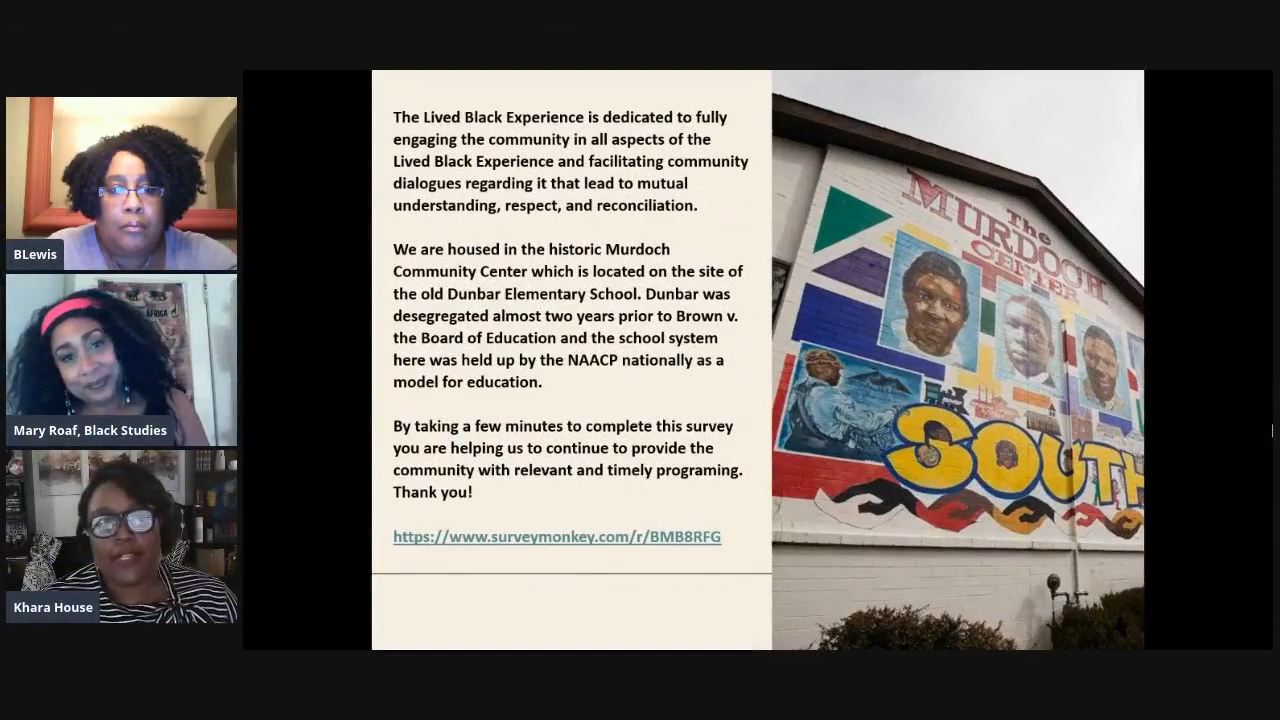 BLewis
AFRICA
Mary Roaf, Black Studies
Khara House
The Lived Black Experience is dedicated to fully
engaging the community in all aspects of the
Lived Black Experience and facilitating community
dialogues regarding it that lead to mutual
understanding, respect, and reconciliation.
We are housed in the historic Murdoch
Community Center which is located on the site of
the old Dunbar Elementary School. Dunbar was
desegregated almost two years prior to Brown v.
the Board of Education and the school system
here was held up by the NAACP nationally as a
model for education.
By taking a few minutes to complete this survey
you are helping us to continue to provide the
community with relevant and timely programing.
Thank you!
https://www.surveymonkey.com/r/BMB8RFG
The
MURDOCH
CENTER
SOUTH